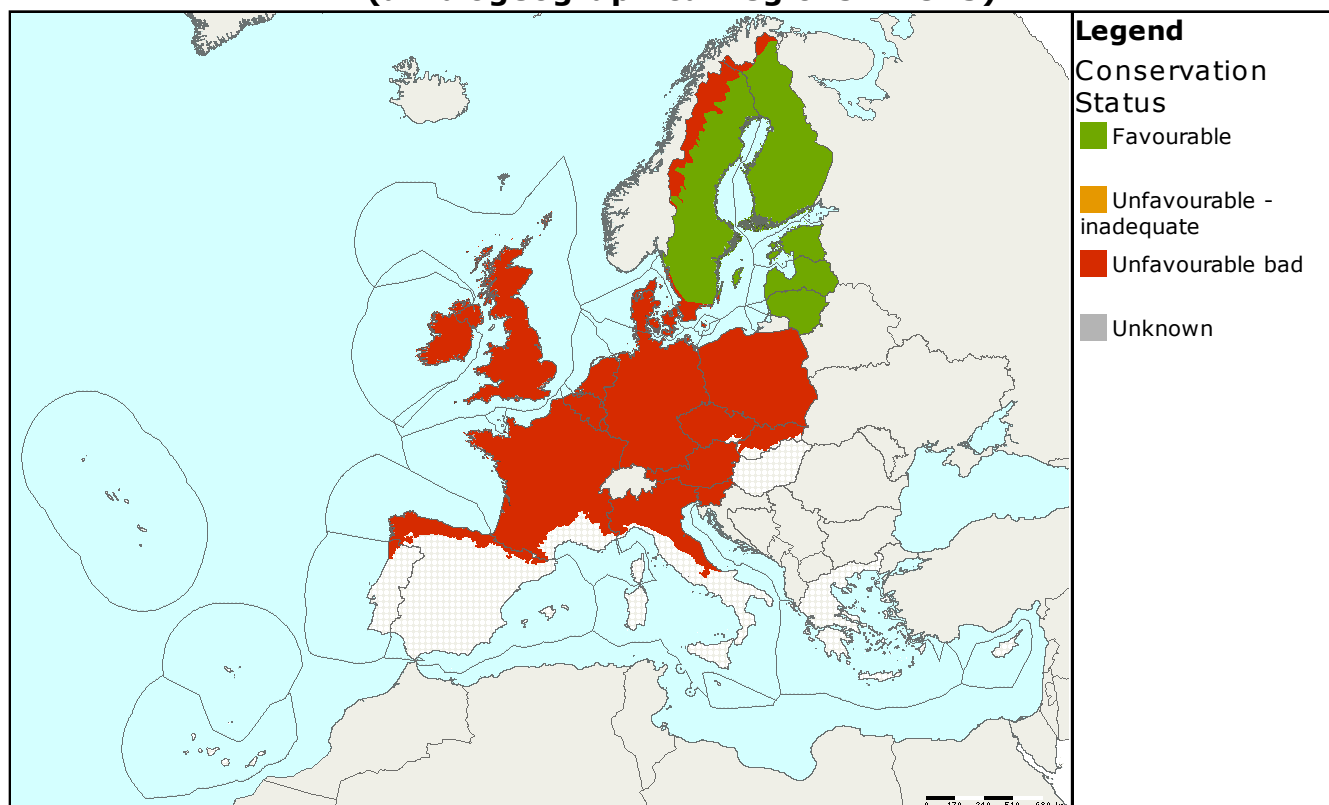 Legend
Conservation
Status
Favourable
Unfavourable -
inadequate
Unfavourable bad
Unknown